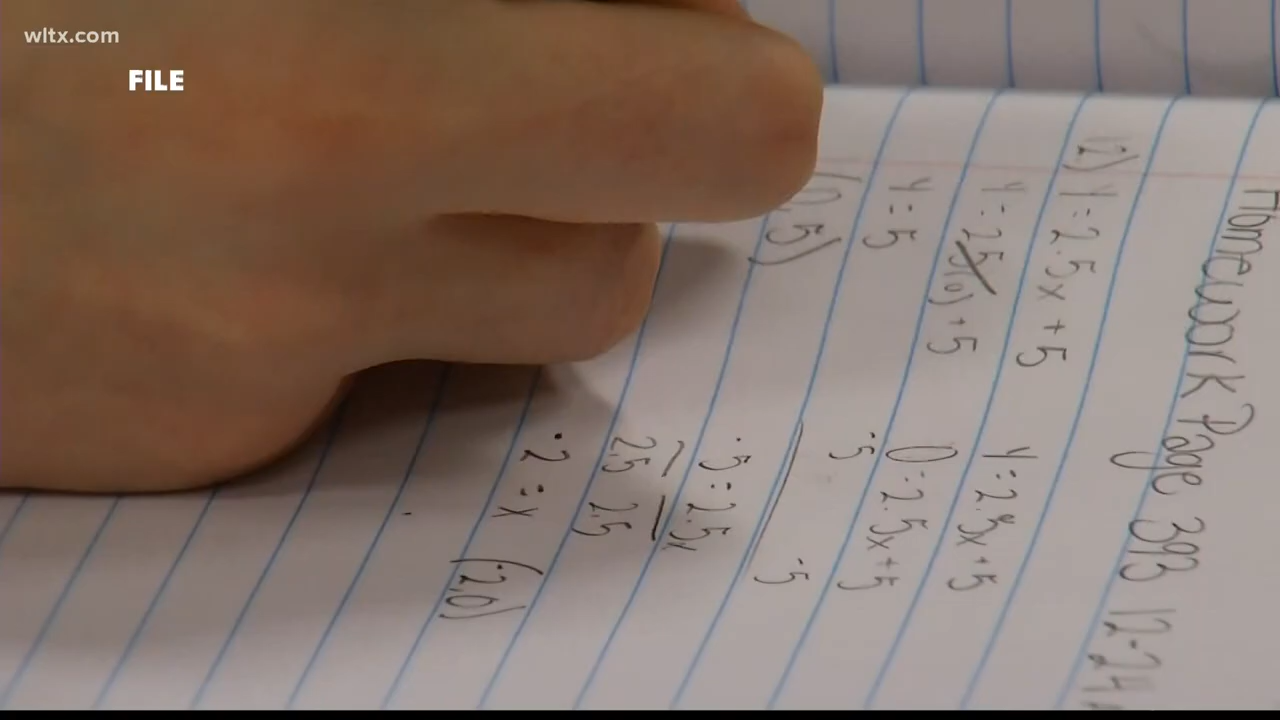 wltx.com
FILE
Homework Page 393 12-24
12.) y = 2.5x + 5
y = 2.5(0) + 5
y = 5
(0, 5)
y = 2.5x + 5
0 = 2.5x + 5
-5 -5
-5 = 2.5x
2.5 2.5
-2 = x (-2,0)